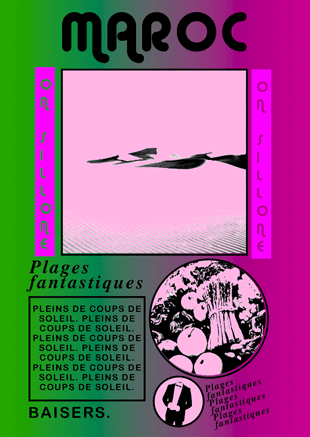 MAROC
ON SILLONE
ON SILLONE
Plages
fantastiques
PLEINS DE COUPS DE
SOLEIL. PLEINS DE
COUPS DE SOLEIL.
PLEINS DE COUPS DE
SOLEIL. PLEINS DE
COUPS DE SOLEIL.
PLEINS DE COUPS DE
SOLEIL. PLEINS DE
COUPS DE SOLEIL.
BAISERS.
Plages
fantastiques
Plages
fantastiques
Plages
fantastiques